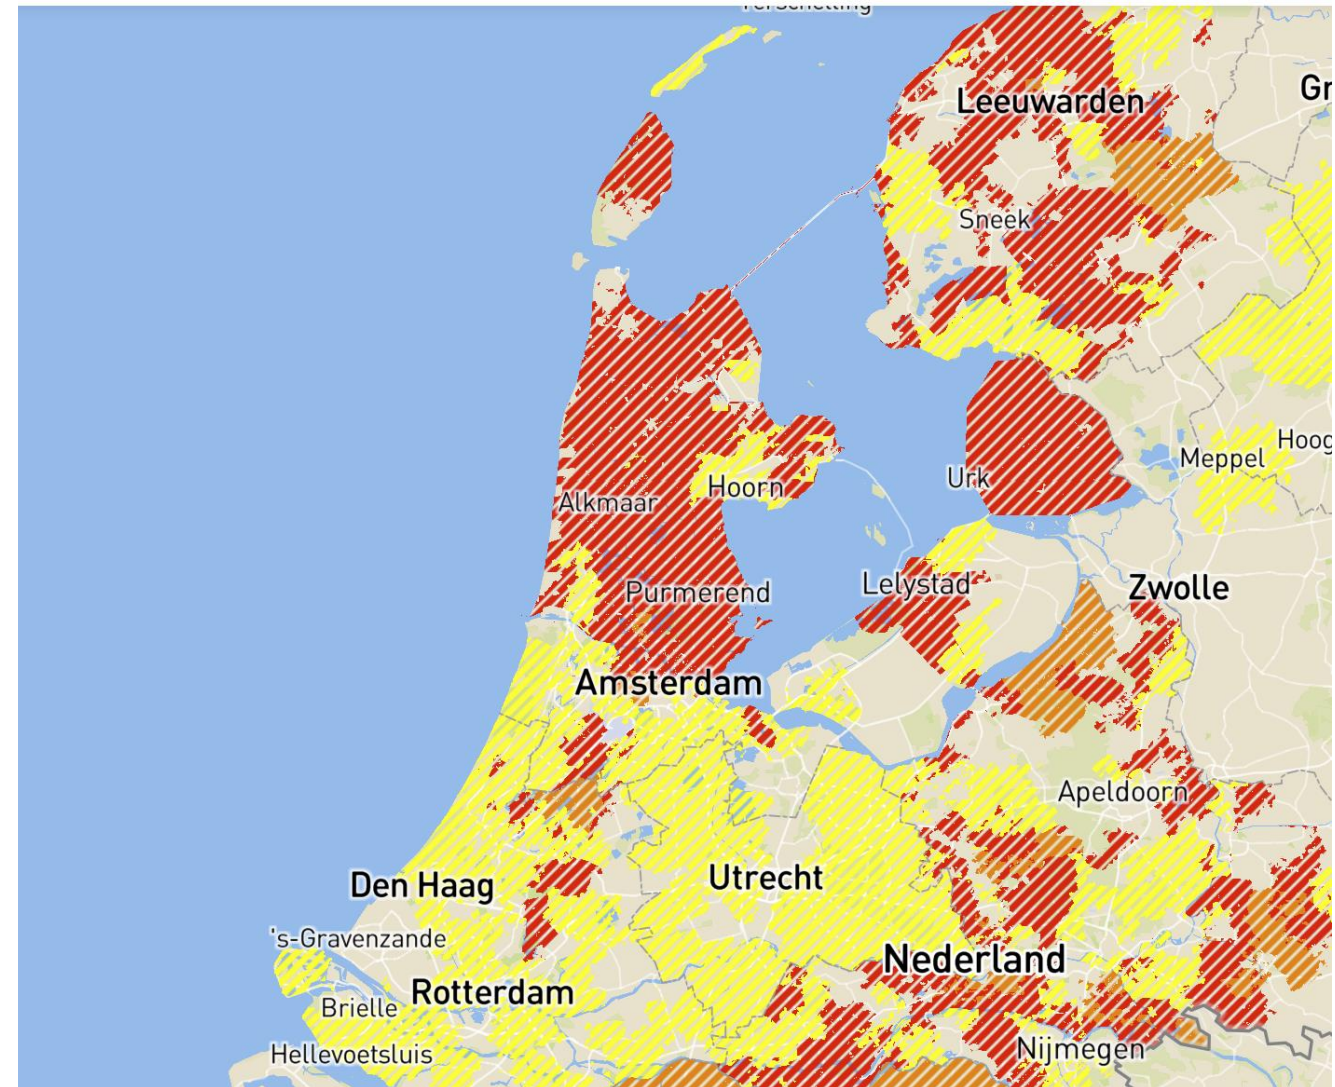 Leeuwarden
Sneek
Meppel
Urk
Hoorn
Alkmaar
Lelystad
Zwolle
Purmerend
Amsterdam
Apeldoorn
Utrecht
Den Haag
's-Gravenzande
Nederland
Rotterdam
Brielle
Nijmegen
Hellevoetsluis